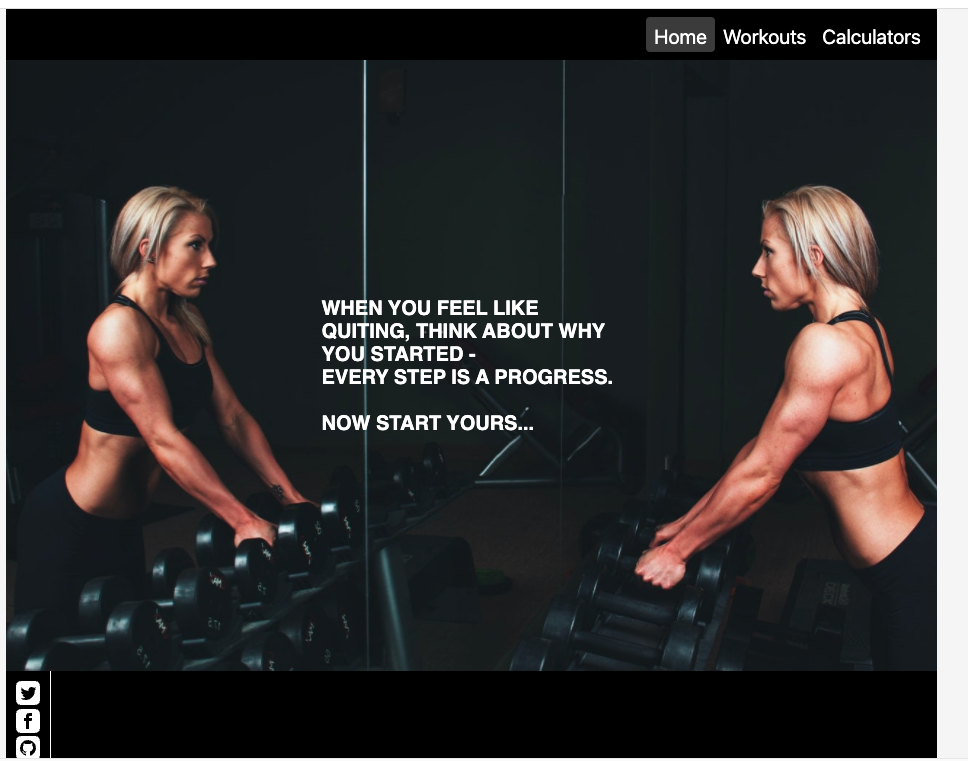 Home Workouts Calculators
WHEN YOU FEEL LIKE
QUITING, THINK ABOUT WHY
YOU STARTED -
EVERY STEP IS A PROGRESS.
NOW START YOURS...